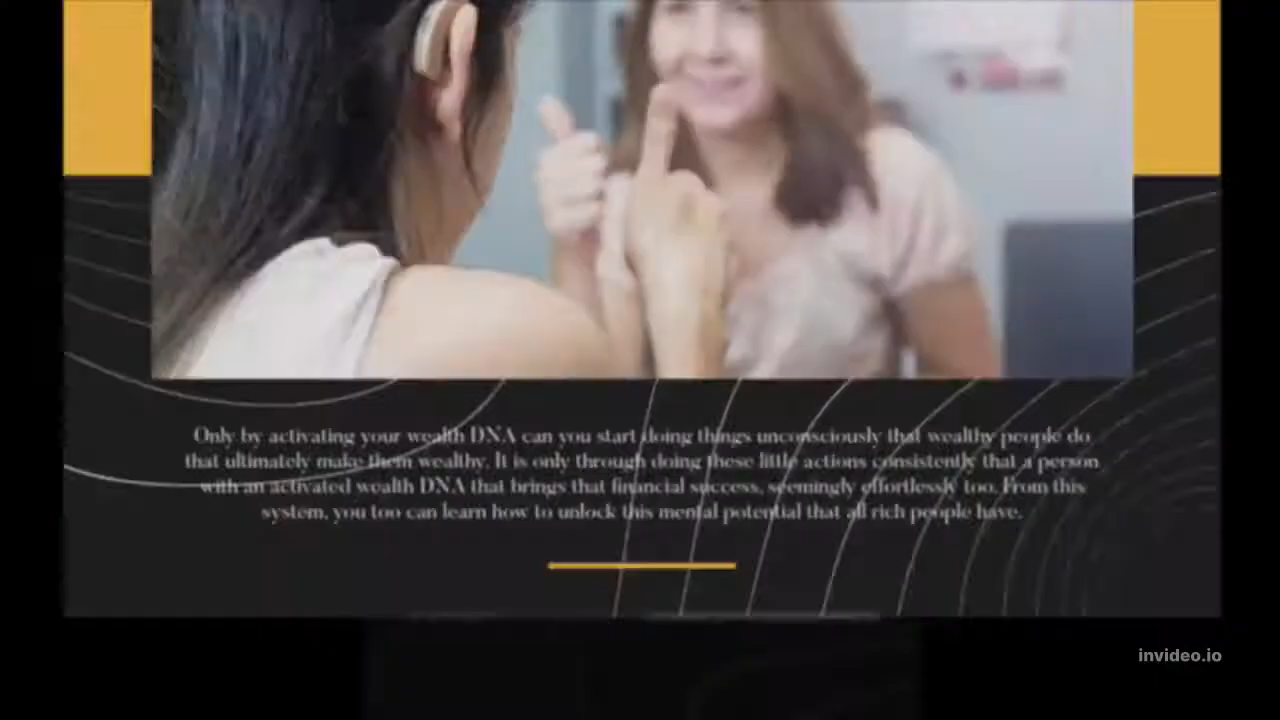 Only by activating your wealth DNA can you start doing things unconsciously that wealthy people do
that ultimately make them wealthy. It is only through doing these little actions consistently that a person
with an activated wealth DNA that brings that financial success, seemingly effortlessly too. From this
system, you too can learn how to unlock this mental potential that all rich people have.
invideo.io